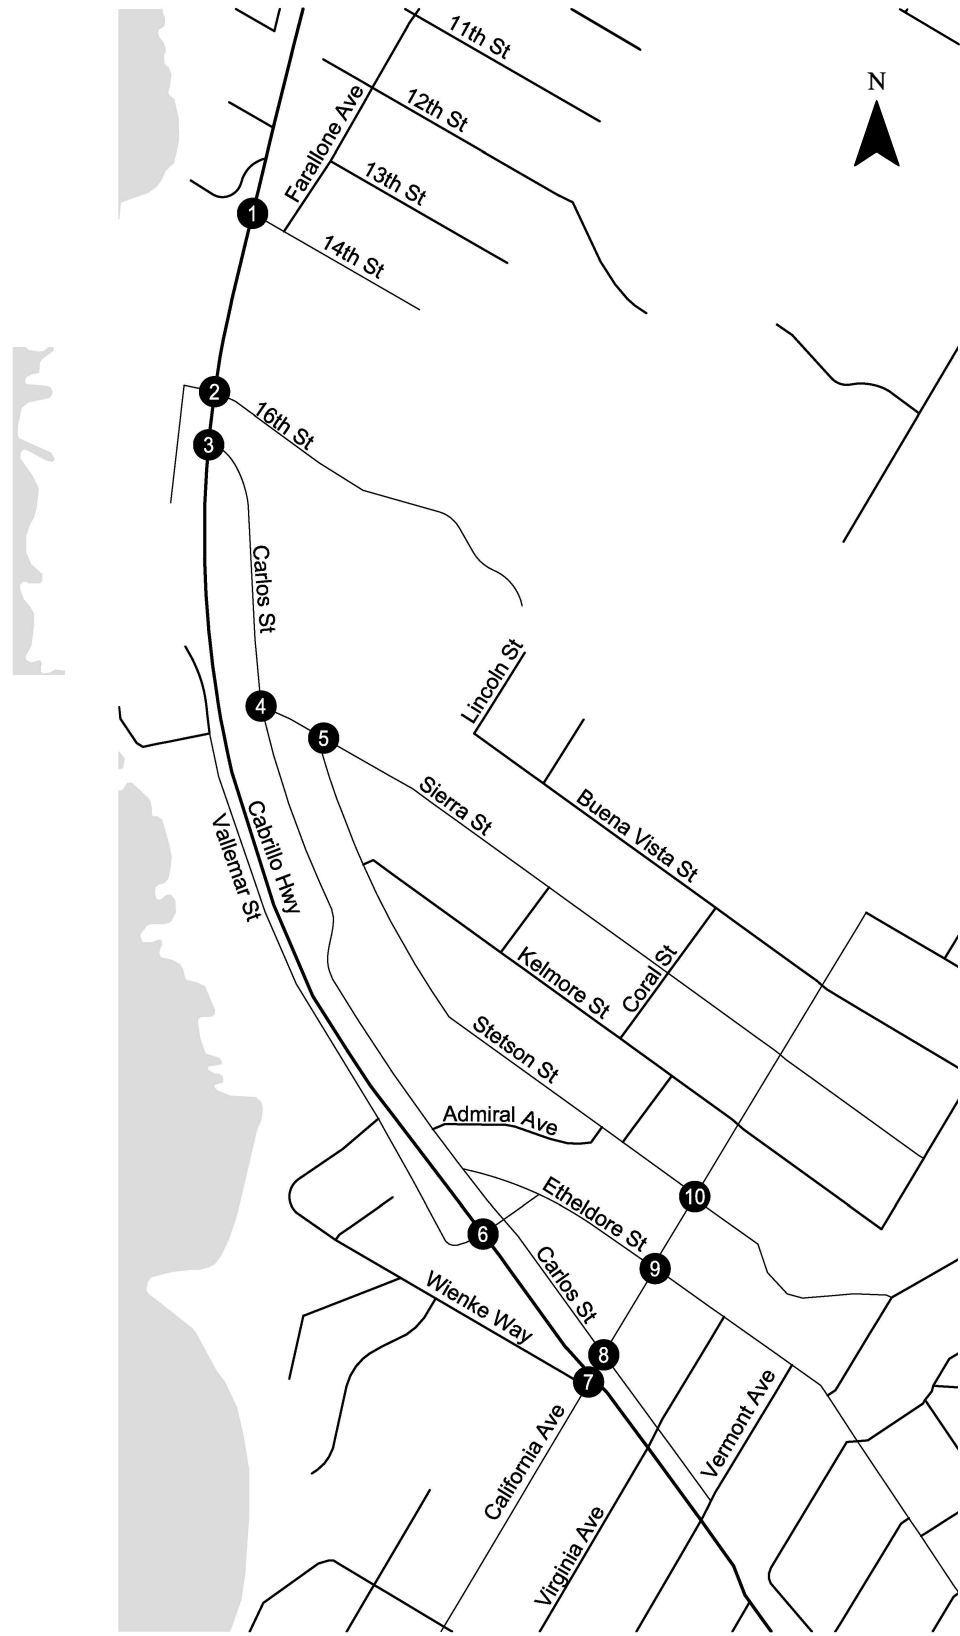 11th St
N
12th St
Farallone Ave
13th St
1
14th St
2
16th St
3
Carlos St
Lincoln St
4
5
Sierra St
Buena Vista St
Cabrillo Hwy
Vallemar St
Kelmore St
Coral St
Stetson St
Admiral Ave
Etheldore St
10
6
9
Carlos St
Wienke Way
8
7
California Ave
Vermont Ave
Virginia Ave